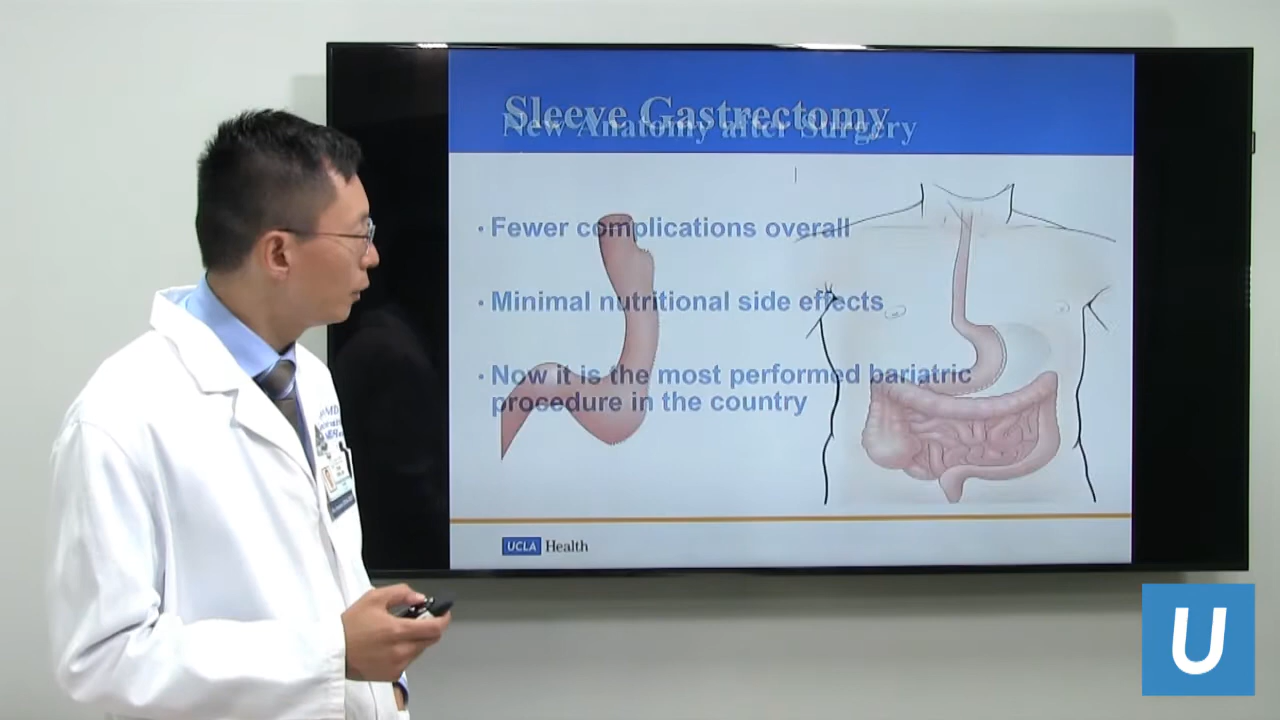 Sleeve Gastrectomy
New Anatomy after Surgery
• Fewer complications overall
• Minimal nutritional side effects
• Now it is the most performed bariatric
procedure in the country
UCLA Health
MD
U